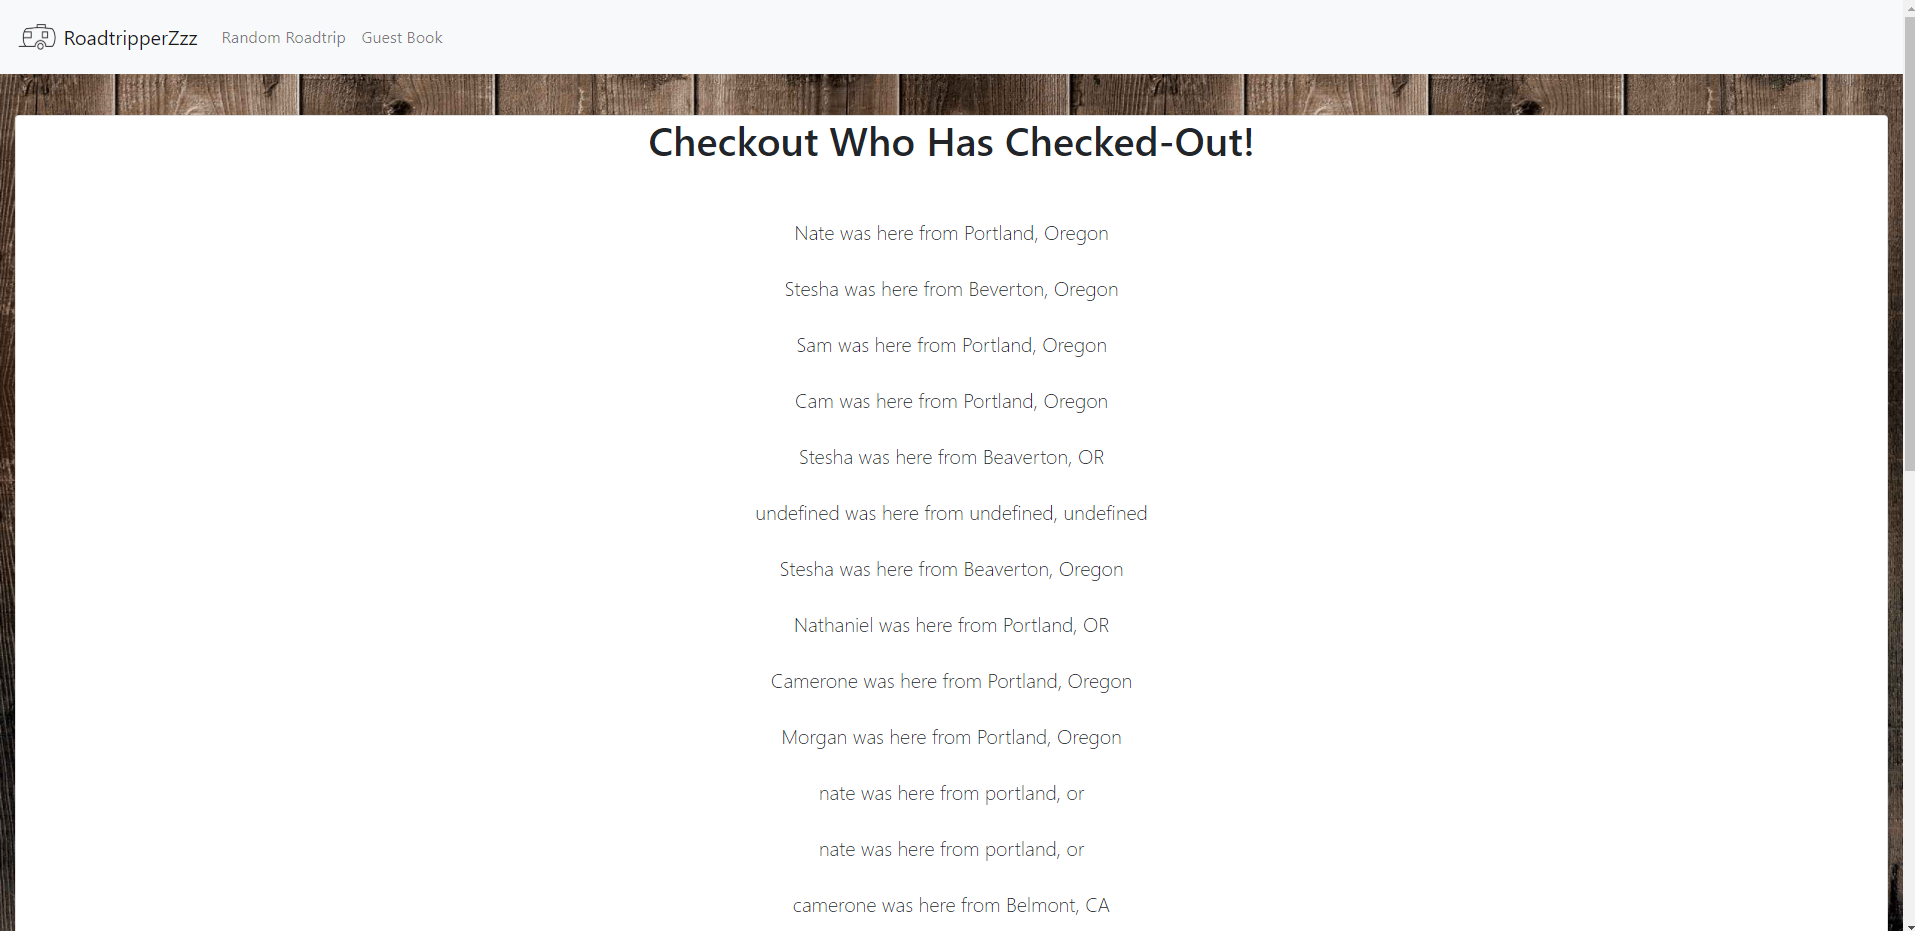 RoadtripperZzz Random Roadtrip Guest Book
Checkout Who Has Checked-Out!
Nate was here from Portland, Oregon
Stesha was here from Beverton, Oregon
Sam was here from Portland, Oregon
Cam was here from Portland, Oregon
Stesha was here from Beaverton, OR
undefined was here from undefined, undefined
Stesha was here from Beaverton, Oregon
Nathaniel was here from Portland, OR
Camerone was here from Portland, Oregon
Morgan was here from Portland, Oregon
nate was here from portland, or
nate was here from portland, or
camerone was here from Belmont, CA